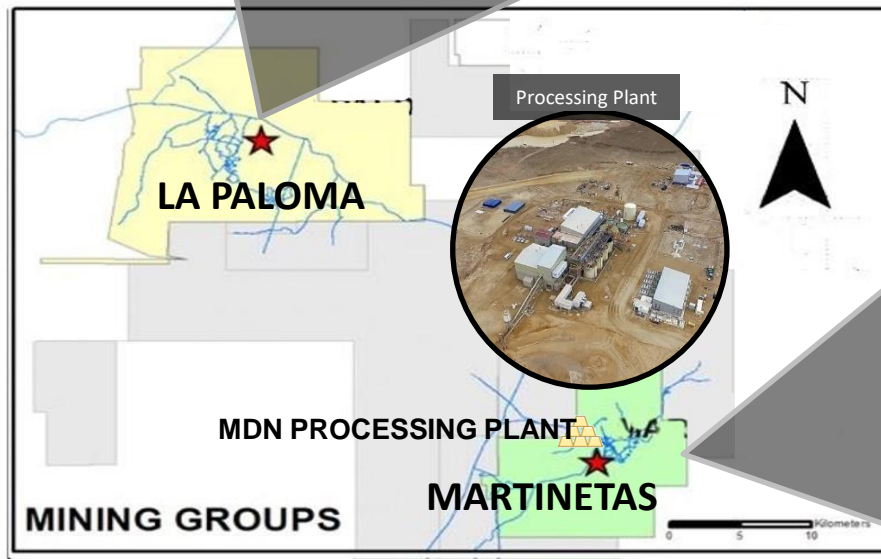 Processing Plant
N
LA PALOMA
MDN PROCESSING PLANT
MARTINETAS
MINING GROUPS
Kilometers
0 5 10